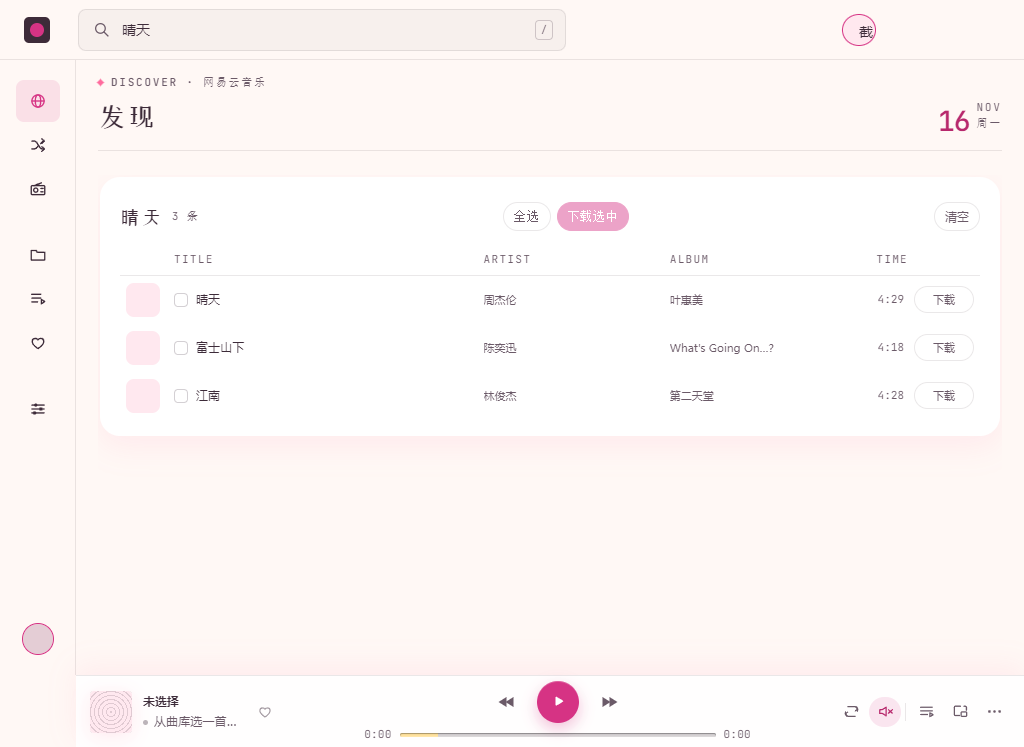 晴天 /
截
DISCOVER · 网易云音乐
发现
16 NOV 周一
晴天 3 条 全选 下载选中 清空
TITLE ARTIST ALBUM TIME
晴天 周杰伦 叶惠美 4:29 下载
富士山下 陈奕迅 What's Going On...? 4:18 下载
江南 林俊杰 第二天堂 4:28 下载
未选择
从曲库选一首...
0:00 0:00